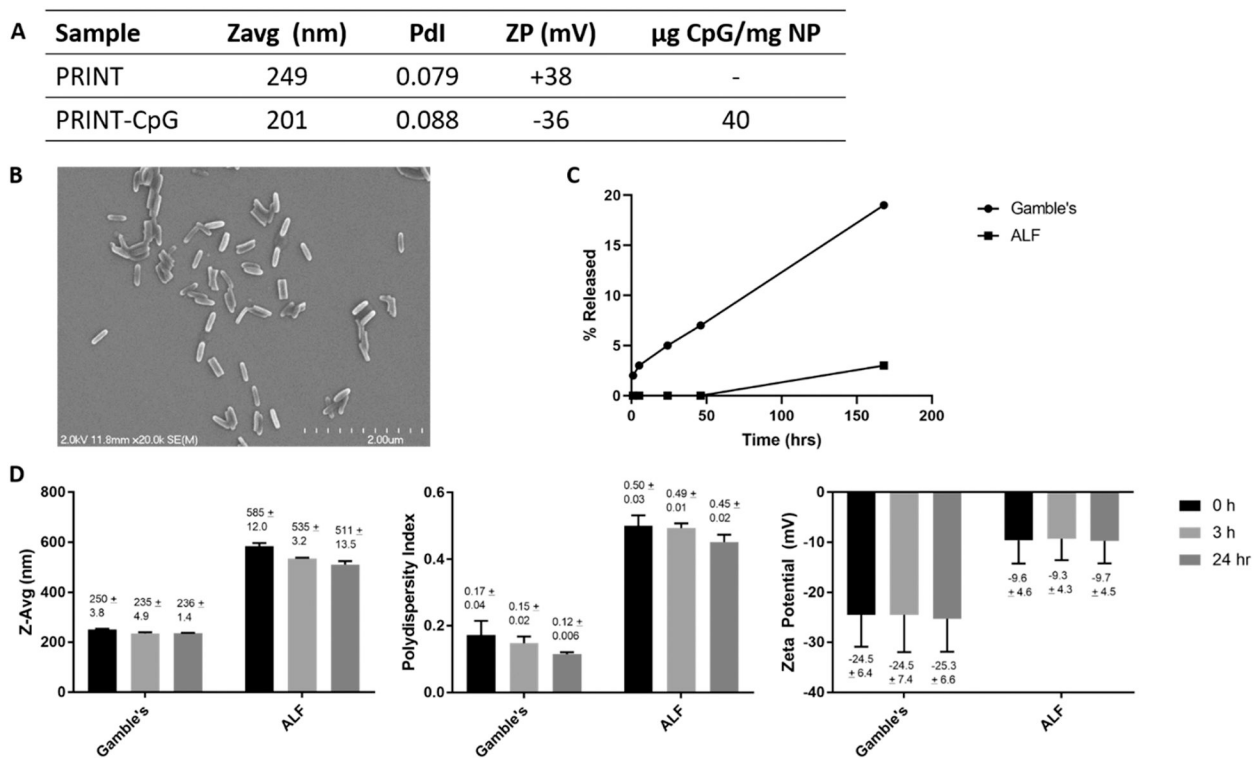 A
Sample Zavg (nm) PdI ZP (mV) µg CpG/mg NP
PRINT 249 0.079 +38 -
PRINT-CpG 201 0.088 -36 40
B
2.0kV 11.8mm x20.0k SE(M) 2.00um
C
% Released
20
15
10
5
0
0 50 100 150 200
Time (hrs)
Gamble's
ALF
D
Z-Avg (nm)
800
600
400
200
0
250 ±
3.8
235 ±
4.9
236 ±
1.4
585 ±
12.0
535 ±
3.2
511 ±
13.5
Gamble's
ALF
Polydispersity Index
0.6
0.4
0.2
0.0
0.17 ±
0.04
0.15 ±
0.02
0.12 ±
0.006
0.50 ±
0.03
0.49 ±
0.01
0.45 ±
0.02
Gamble's
ALF
Zeta Potential (mV)
0
-10
-20
-30
-40
-24.5
± 6.4
-24.5
± 7.4
-25.3
± 6.6
-9.6
± 4.6
-9.3
± 4.3
-9.7
± 4.5
Gamble's
ALF
0 h
3 h
24 hr